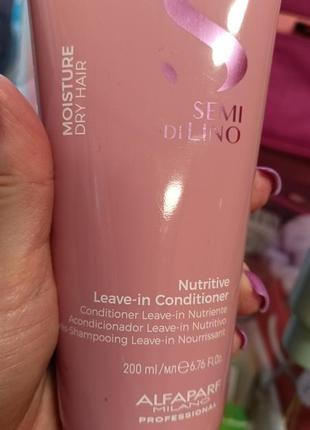 MOISTURE
DRY HAIR
SEMI
DI LINO
Nutritive
Leave-in Conditioner
Conditioner Leave-in Nutriente
Acondicionador Leave-in Nutritivo
Shampooing Leave-in Nourrissant
200 ml/мл ℮ 6.76 Fl.Oz.
ALFAPARF
MILANO
PROFESSIONAL